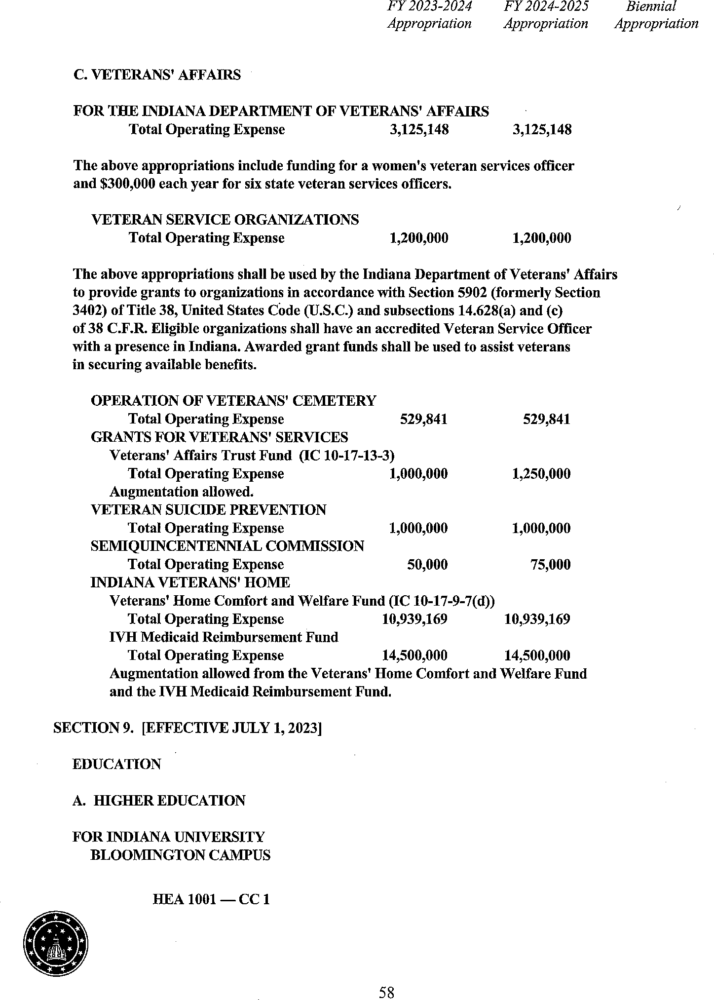 FY 2023-2024 FY 2024-2025 Biennial
Appropriation Appropriation Appropriation
C. VETERANS' AFFAIRS
FOR THE INDIANA DEPARTMENT OF VETERANS' AFFAIRS
Total Operating Expense 3,125,148 3,125,148
The above appropriations include funding for a women's veteran services officer
and $300,000 each year for six state veteran services officers.
VETERAN SERVICE ORGANIZATIONS
Total Operating Expense 1,200,000 1,200,000
The above appropriations shall be used by the Indiana Department of Veterans' Affairs
to provide grants to organizations in accordance with Section 5902 (formerly Section
3402) of Title 38, United States Code (U.S.C.) and subsections 14.628(a) and (c)
of 38 C.F.R. Eligible organizations shall have an accredited Veteran Service Officer
with a presence in Indiana. Awarded grant funds shall be used to assist veterans
in securing available benefits.
OPERATION OF VETERANS' CEMETERY
Total Operating Expense 529,841 529,841
GRANTS FOR VETERANS' SERVICES
Veterans' Affairs Trust Fund (IC 10-17-13-3)
Total Operating Expense 1,000,000 1,250,000
Augmentation allowed.
VETERAN SUICIDE PREVENTION
Total Operating Expense 1,000,000 1,000,000
SEMIQUINCENTENNIAL COMMISSION
Total Operating Expense 50,000 75,000
INDIANA VETERANS' HOME
Veterans' Home Comfort and Welfare Fund (IC 10-17-9-7(d))
Total Operating Expense 10,939,169 10,939,169
IVH Medicaid Reimbursement Fund
Total Operating Expense 14,500,000 14,500,000
Augmentation allowed from the Veterans' Home Comfort and Welfare Fund
and the IVH Medicaid Reimbursement Fund.
SECTION 9. [EFFECTIVE JULY 1, 2023]
EDUCATION
A. HIGHER EDUCATION
FOR INDIANA UNIVERSITY
BLOOMINGTON CAMPUS
HEA 1001 — CC 1
58